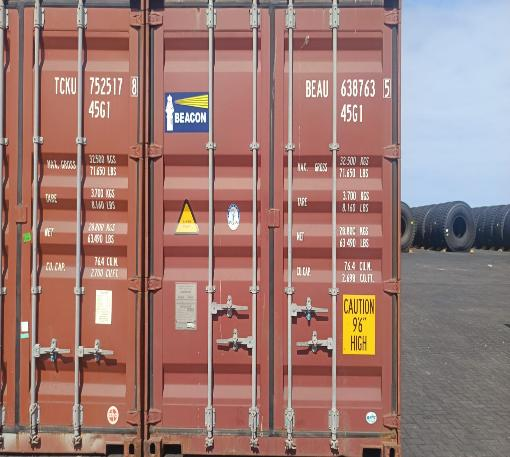 TCKU 752517 8
45G1
MAX. GROSS 32.500 KGS
71.650 LBS
TARE 3.700 KGS
8.160 LBS
NET 28.800 KGS
63.490 LBS
CU.CAP. 76.4 CU.M.
2.700 CU.FT.
BEACON
BEAU 638763 5
45G1
MAX. GROSS 32.500 KGS
71.650 LBS
TARE 3.700 KGS
8.160 LBS
NET 28.800 KGS
63.490 LBS
CU.CAP. 76.4 CU.M.
2.698 CU.FT.
CAUTION
9'6"
HIGH